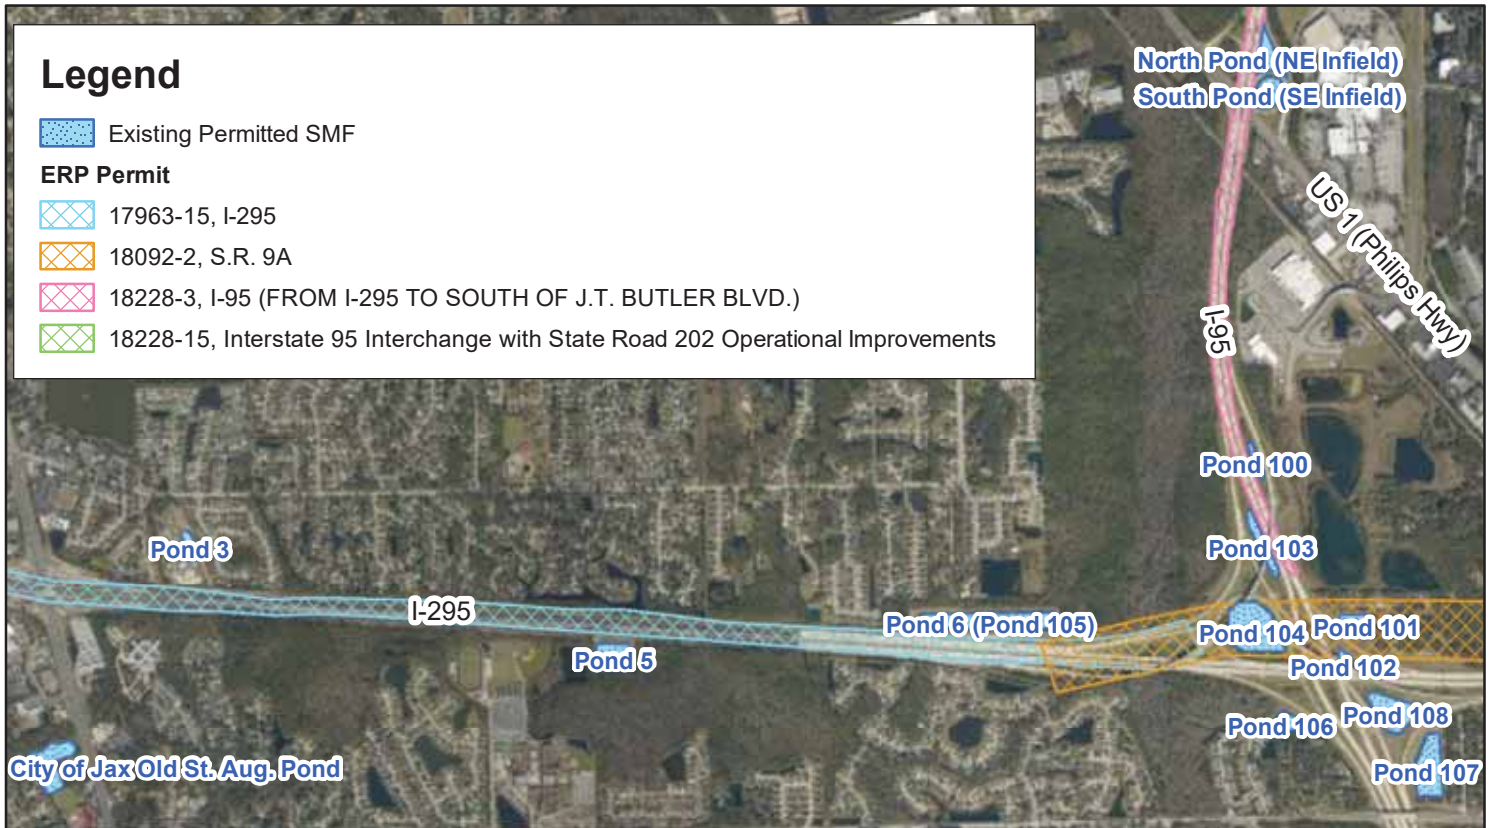 Legend
Existing Permitted SMF
ERP Permit
17963-15, I-295
18092-2, S.R. 9A
18228-3, I-95 (FROM I-295 TO SOUTH OF J.T. BUTLER BLVD.)
18228-15, Interstate 95 Interchange with State Road 202 Operational Improvements
North Pond (NE Infield)
South Pond (SE Infield)
US 1 (Philips Hwy)
I-95
Pond 100
Pond 103
Pond 3
I-295
Pond 6 (Pond 105)
Pond 104
Pond 101
Pond 5
Pond 102
Pond 106
Pond 108
City of Jax Old St. Aug. Pond
Pond 107